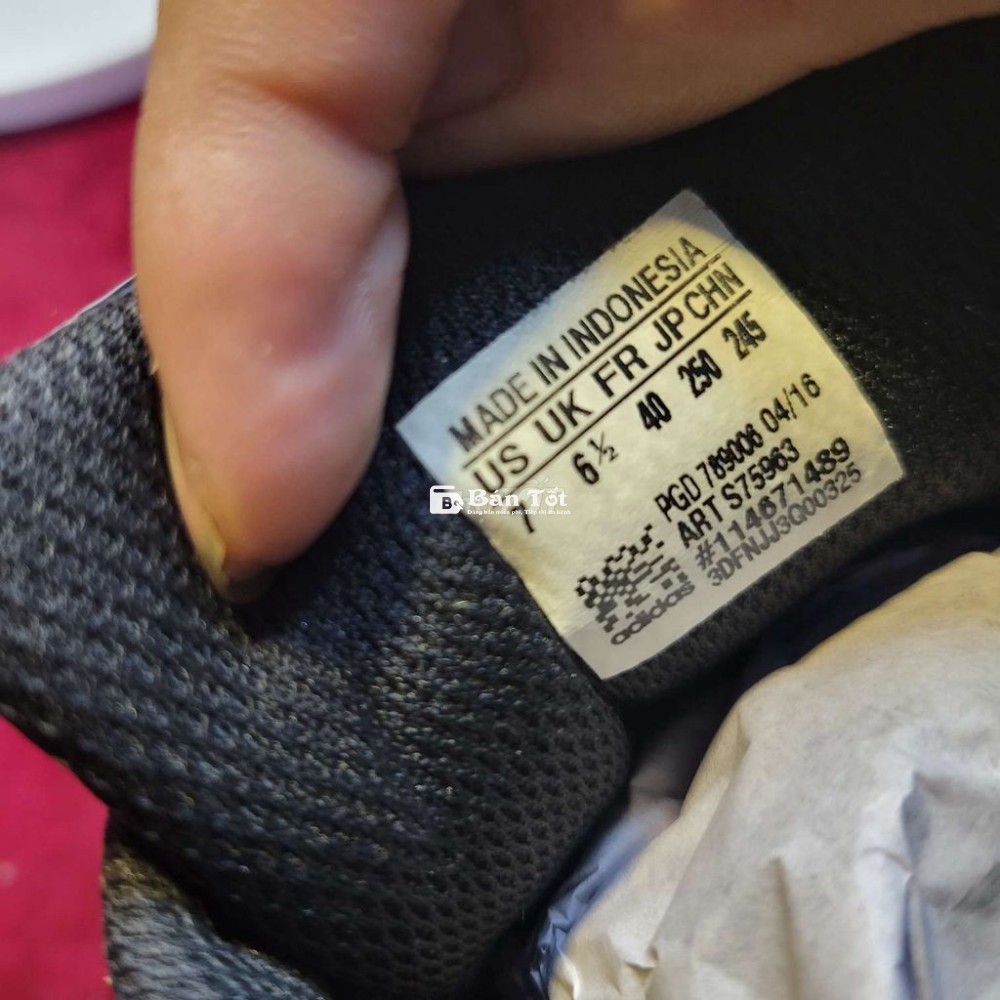 MADE IN INDONESIA
US UK FR JP CHN
7 6½ 40 250 245
PGD 789006 04/16
ART S75963
#114671489
3DFNJJ3Q00325
adidas
Bán Tốt